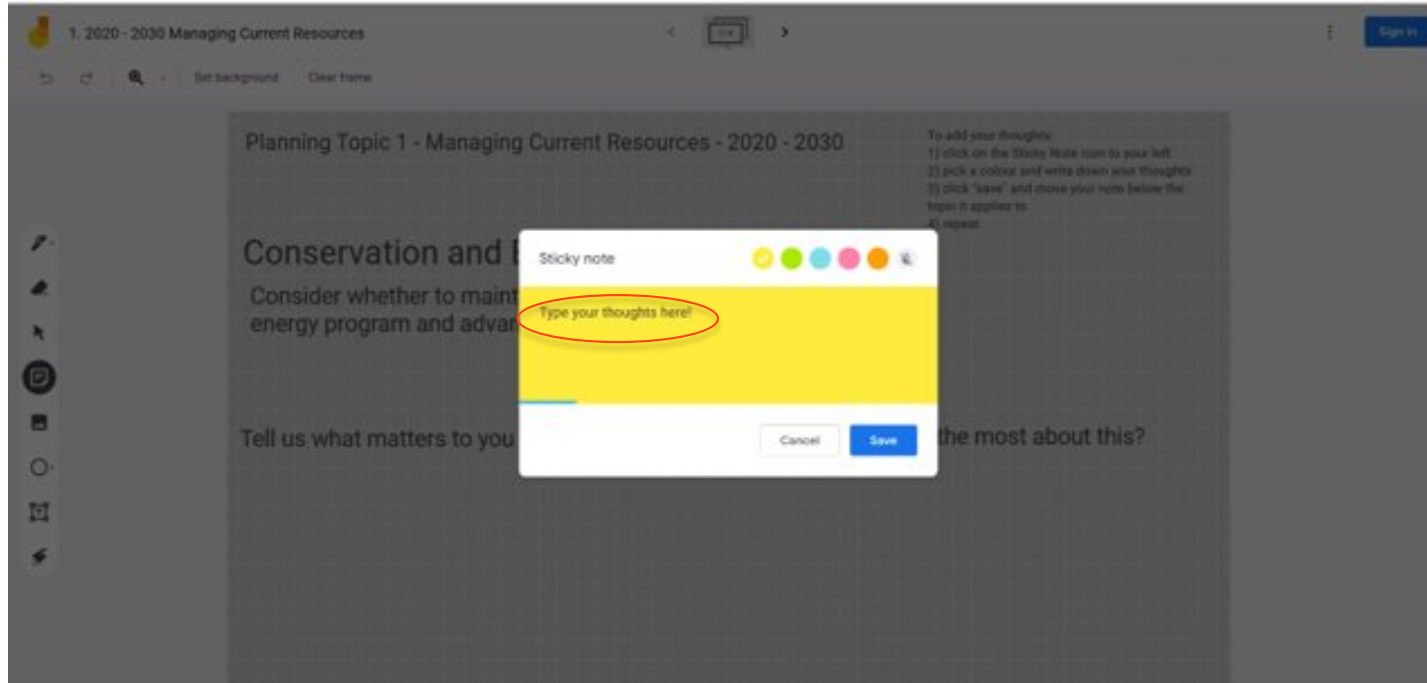 1. 2020 - 2030 Managing Current Resources
Sign in
Set background
Clear frame
Planning Topic 1 - Managing Current Resources - 2020 - 2030
To add your thoughts:
1) click on the Sticky Note icon to your left
2) pick a colour and write down your thoughts
3) click "save" and move your note below the
topic it applies to
4) repeat
Conservation and
Consider whether to maint
energy program and advan
Sticky note
Type your thoughts here!
Cancel
Save
Tell us what matters to you
the most about this?